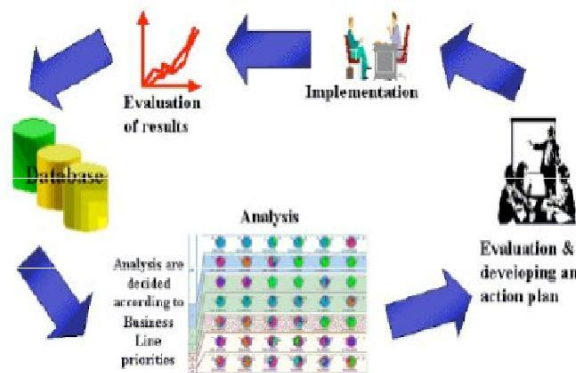 Evaluation
of results
Implementation
Database
Analysis
Analysis are
decided
according to
Business
Line
priorities
Evaluation &
developing an
action plan